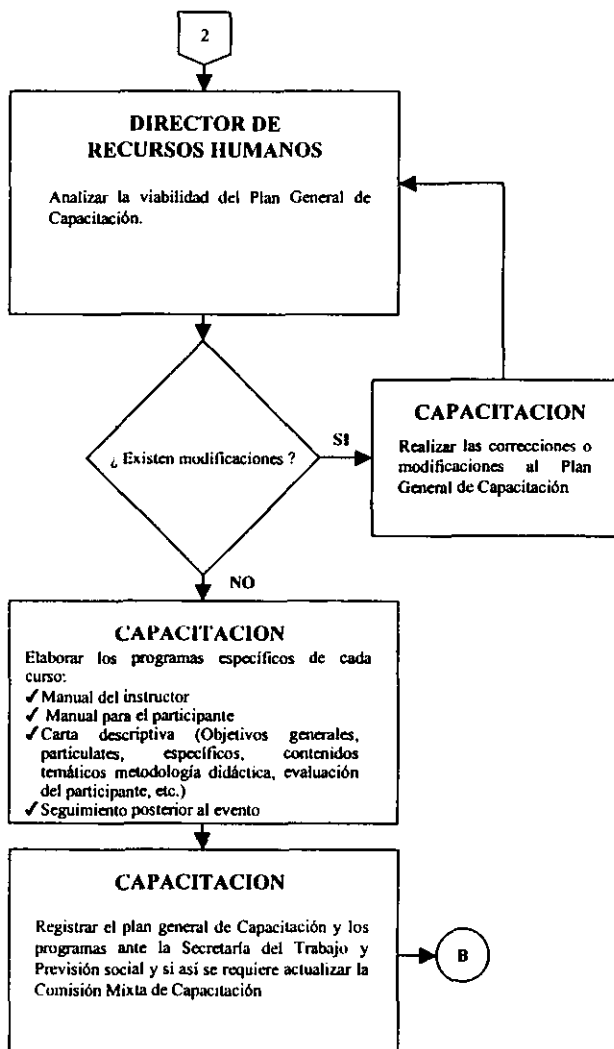 2
DIRECTOR DE
RECURSOS HUMANOS
Analizar la viabilidad del Plan General de
Capacitación.
¿ Existen modificaciones ?
SI
CAPACITACION
Realizar las correcciones o
modificaciones al Plan
General de Capacitación
NO
CAPACITACION
Elaborar los programas específicos de cada
curso:
✓ Manual del instructor
✓ Manual para el participante
✓ Carta descriptiva (Objetivos generales,
particulates, específicos, contenidos
temáticos metodología didáctica, evaluación
del participante, etc.)
✓ Seguimiento posterior al evento
CAPACITACION
Registrar el plan general de Capacitación y los
programas ante la Secretaría del Trabajo y
Previsión social y si así se requiere actualizar la
Comisión Mixta de Capacitación
B